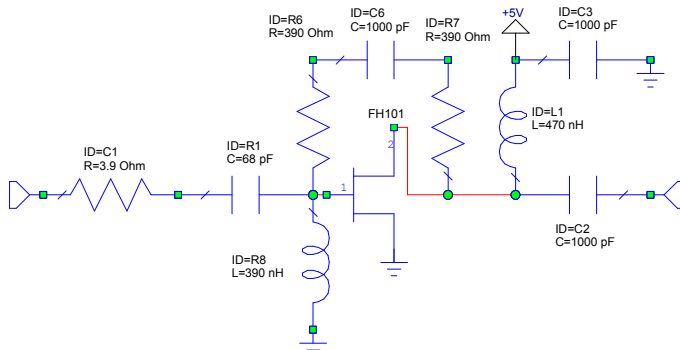 ID=R6
R=390 Ohm
ID=C6
C=1000 pF
ID=R7
R=390 Ohm
+5V
ID=C3
C=1000 pF
FH101
ID=L1
L=470 nH
2
ID=C1
R=3.9 Ohm
ID=R1
C=68 pF
1
ID=C2
C=1000 pF
ID=R8
L=390 nH